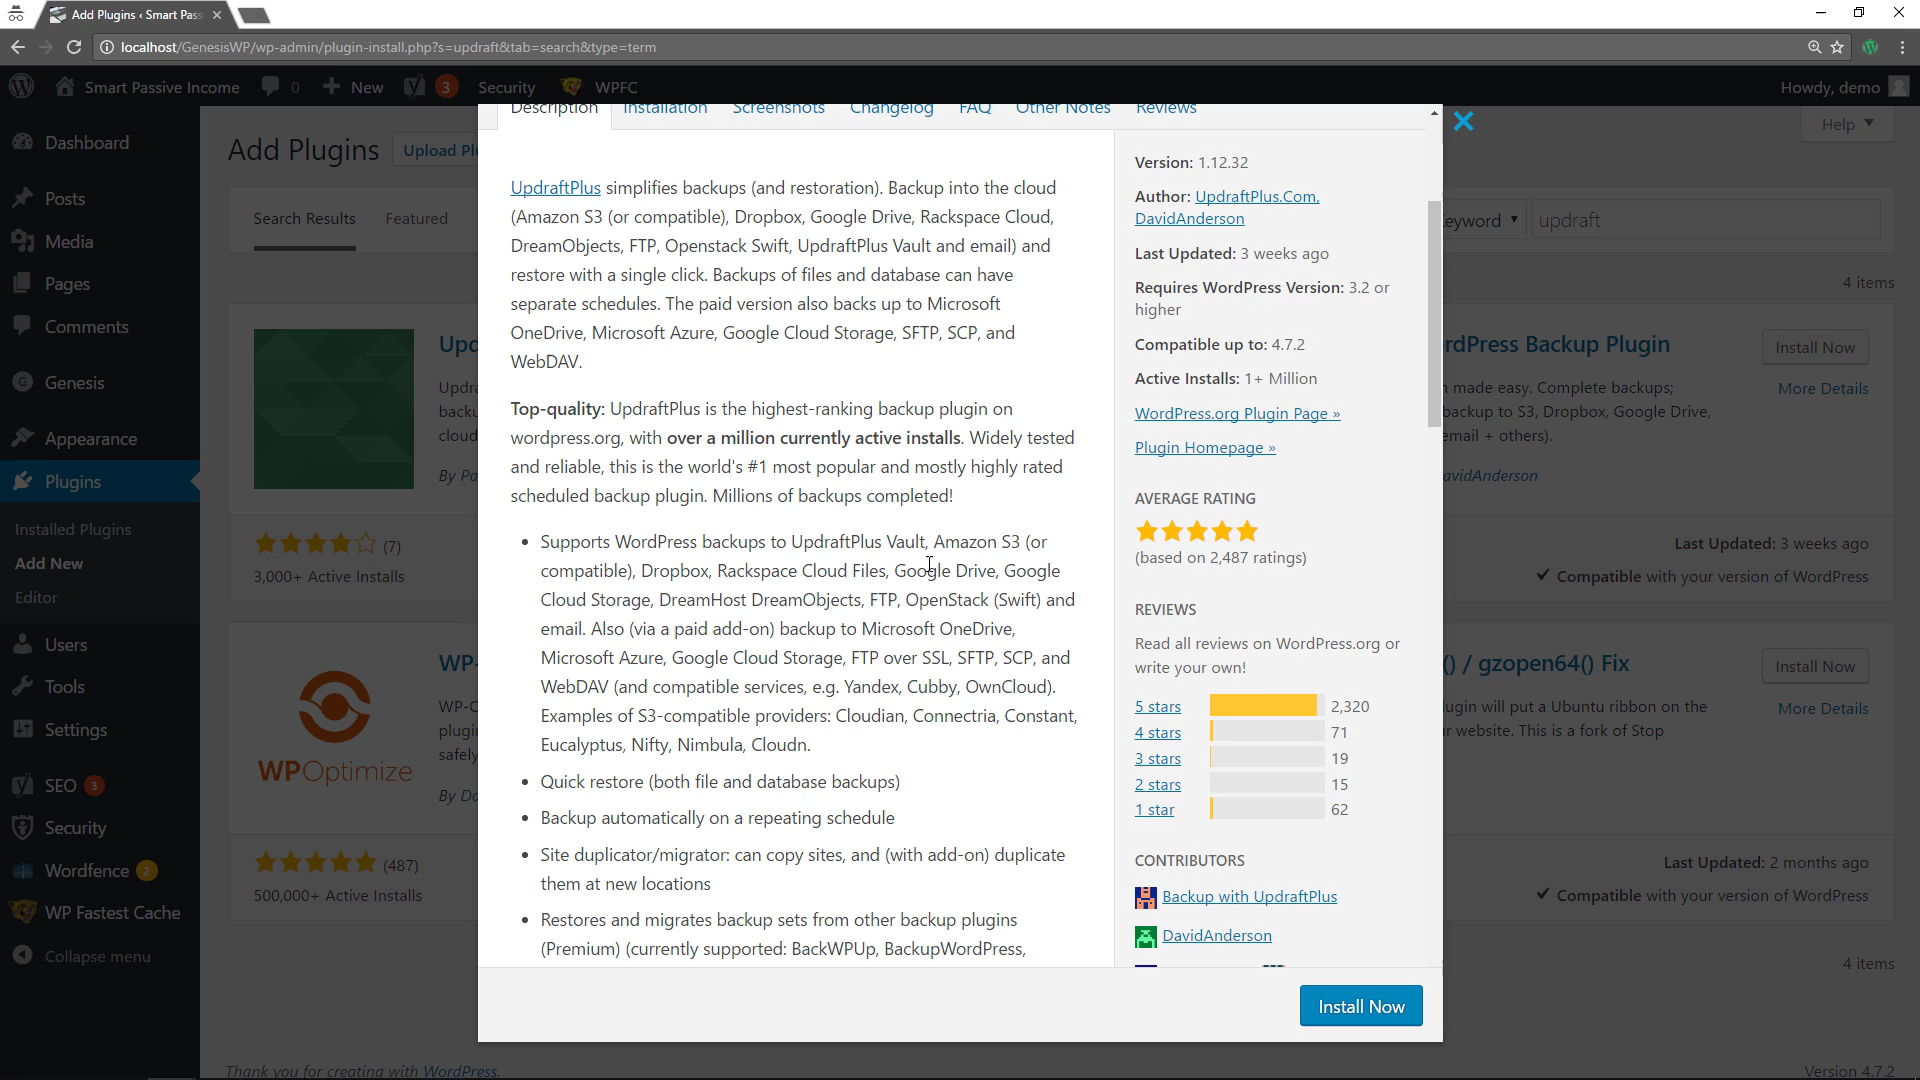 Add Plugins ‹ Smart Pass
localhost/GenesisWP/wp-admin/plugin-install.php?s=updraft&tab=search&type=term
Smart Passive Income
0
New
3
Security
WPFC
Howdy, demo
Dashboard
Posts
Media
Pages
Comments
Genesis
Appearance
Plugins
Installed Plugins
Add New
Editor
Users
Tools
Settings
SEO 3
Security
Wordfence 2
WP Fastest Cache
Collapse menu
Add Plugins
Upload Pl
Help
Search Results
Featured
eyword
updraft
4 items
Upd
Updra
backu
cloud
By Pa
(7)
3,000+ Active Installs
WPOptimize
WP-
WP-C
plugi
safely
By Da
(487)
500,000+ Active Installs
Description
Installation
Screenshots
Changelog
FAQ
Other Notes
Reviews
UpdraftPlus simplifies backups (and restoration). Backup into the cloud
(Amazon S3 (or compatible), Dropbox, Google Drive, Rackspace Cloud,
DreamObjects, FTP, Openstack Swift, UpdraftPlus Vault and email) and
restore with a single click. Backups of files and database can have
separate schedules. The paid version also backs up to Microsoft
OneDrive, Microsoft Azure, Google Cloud Storage, SFTP, SCP, and
WebDAV.
Top-quality: UpdraftPlus is the highest-ranking backup plugin on
wordpress.org, with over a million currently active installs. Widely tested
and reliable, this is the world's #1 most popular and mostly highly rated
scheduled backup plugin. Millions of backups completed!
• Supports WordPress backups to UpdraftPlus Vault, Amazon S3 (or
compatible), Dropbox, Rackspace Cloud Files, Google Drive, Google
Cloud Storage, DreamHost DreamObjects, FTP, OpenStack (Swift) and
email. Also (via a paid add-on) backup to Microsoft OneDrive,
Microsoft Azure, Google Cloud Storage, FTP over SSL, SFTP, SCP, and
WebDAV (and compatible services, e.g. Yandex, Cubby, OwnCloud).
Examples of S3-compatible providers: Cloudian, Connectria, Constant,
Eucalyptus, Nifty, Nimbula, Cloudn.
• Quick restore (both file and database backups)
• Backup automatically on a repeating schedule
• Site duplicator/migrator: can copy sites, and (with add-on) duplicate
them at new locations
• Restores and migrates backup sets from other backup plugins
(Premium) (currently supported: BackWPUp, BackupWordPress,
Version: 1.12.32
Author: UpdraftPlus.Com,
DavidAnderson
Last Updated: 3 weeks ago
Requires WordPress Version: 3.2 or
higher
Compatible up to: 4.7.2
Active Installs: 1+ Million
WordPress.org Plugin Page »
Plugin Homepage »
AVERAGE RATING
(based on 2,487 ratings)
REVIEWS
Read all reviews on WordPress.org or
write your own!
5 stars 2,320
4 stars 71
3 stars 19
2 stars 15
1 star 62
CONTRIBUTORS
Backup with UpdraftPlus
DavidAnderson
Install Now
rdPress Backup Plugin
Install Now
More Details
made easy. Complete backups;
backup to S3, Dropbox, Google Drive,
email + others).
avidAnderson
Last Updated: 3 weeks ago
Compatible with your version of WordPress
() / gzopen64() Fix
Install Now
More Details
ugin will put a Ubuntu ribbon on the
r website. This is a fork of Stop
Last Updated: 2 months ago
Compatible with your version of WordPress
4 items
Thank you for creating with WordPress.
Version 4.7.2